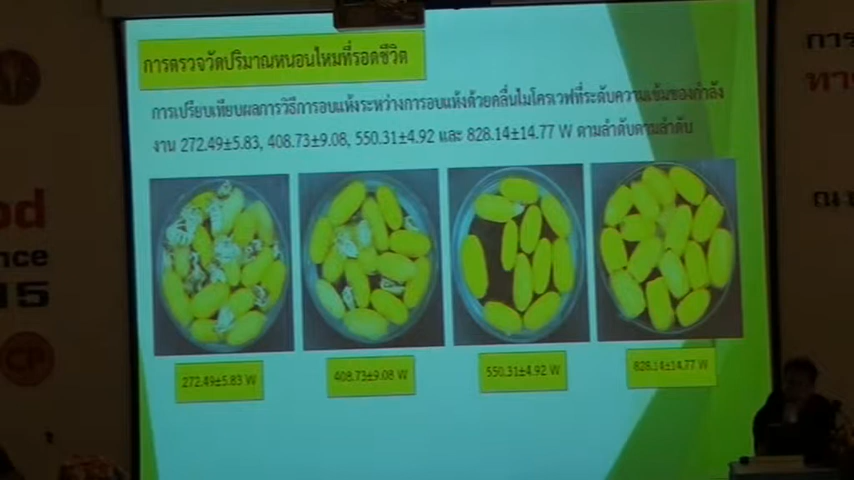 การตรวจวัดปริมาณหนอนไหมที่รอดชีวิต
การเปรียบเทียบผลการวิธีการอบแห้งระหว่างการอบแห้งด้วยคลื่นไมโครเวฟที่ระดับความเข้มของกำลัง
งาน 272.49±5.83, 408.73±9.08, 550.31±4.92 และ 828.14±14.77 W ตามลำดับตามลำดับ
272.49±5.83 W
408.73±9.08 W
550.31±4.92 W
828.14±14.77 W
การ
ทาง
ณ
CP